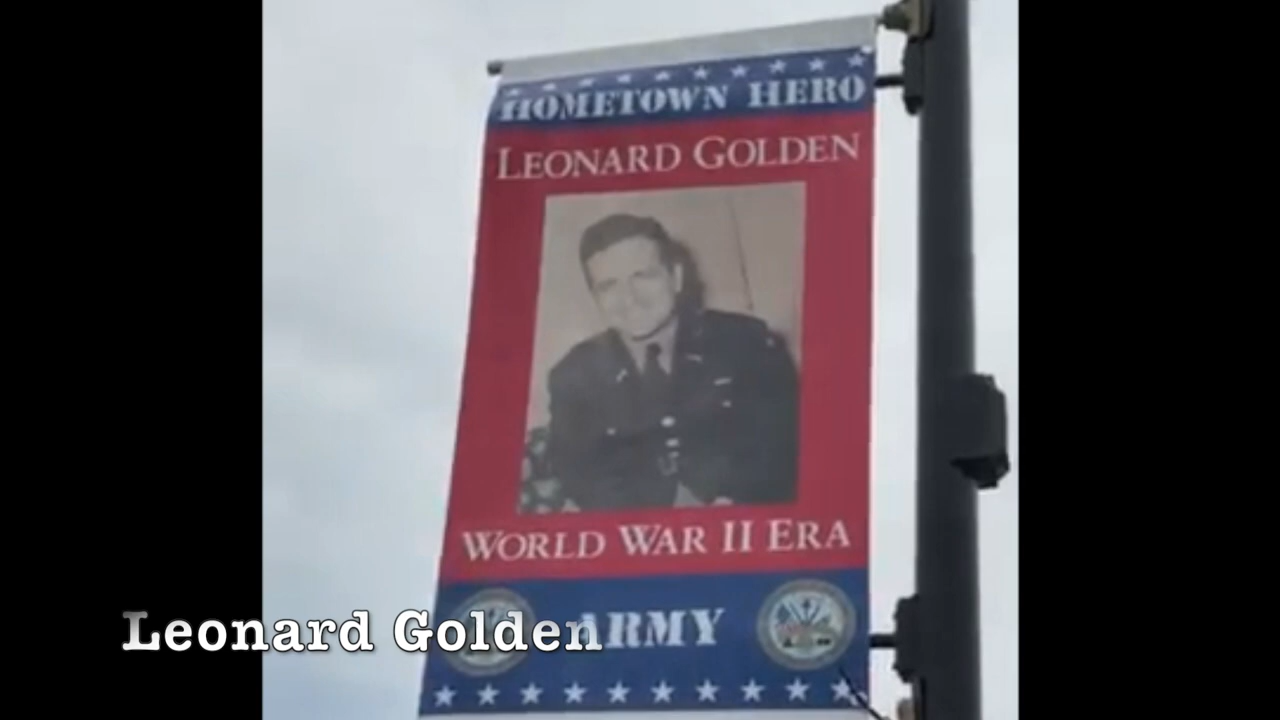 HOMETOWN HERO
LEONARD GOLDEN
WORLD WAR II ERA
ARMY
Leonard Golden